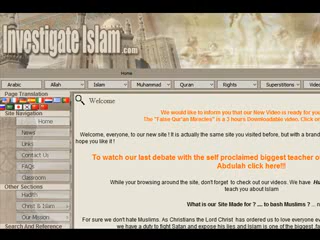 Investigate Islam.com
Home
Arabic Allah Islam Muhammud Quran Rights Superstitions Video
Page Translation
Site Navigation
Home
News
Links
Contact Us
FAQs
Classroom
Other Sections
Hadith
Christ & Islam
Our Mission
Search And Reference
Welcome
We would like to inform you that our New Video is ready for your
The "False Qur'an Miracles" is a 3 hours Downloadable video. Click on
Welcome, everyone, to our new site ! It is actually the same site you visited before, but with a brand
hope you like it !
To watch our last debate with the self proclaimed biggest teacher of
Abdulah click here!!!
While your browsing around the site, don't forget to check out our videos. We have
teach you about Islam
What is our Site Made for ? .... to bash Muslims ?
For sure we don't hate Muslims. As Christians the Lord Christ has ordered us to love everyone e
we have a duty to fight Satan and expose his lies and Islam is one of the biggest fa